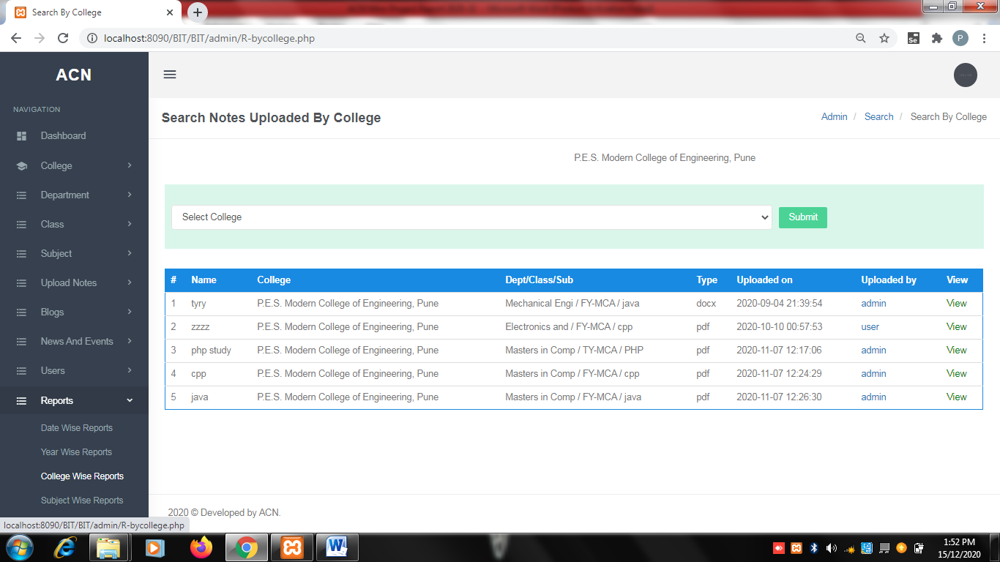 Search By College
localhost:8090/BIT/BIT/admin/R-bycollege.php
Se
P
ACN
NAVIGATION
Dashboard
College
Department
Class
Subject
Upload Notes
Blogs
News And Events
Users
Reports
Date Wise Reports
Year Wise Reports
College Wise Reports
Subject Wise Reports
Search Notes Uploaded By College
Admin / Search / Search By College
P.E.S. Modern College of Engineering, Pune
Select College
Submit
# Name College Dept/Class/Sub Type Uploaded on Uploaded by View
1 tyry P.E.S. Modern College of Engineering, Pune Mechanical Engi / FY-MCA / java docx 2020-09-04 21:39:54 admin View
2 zzzz P.E.S. Modern College of Engineering, Pune Electronics and / FY-MCA / cpp pdf 2020-10-10 00:57:53 user View
3 php study P.E.S. Modern College of Engineering, Pune Masters in Comp / TY-MCA / PHP pdf 2020-11-07 12:17:06 admin View
4 cpp P.E.S. Modern College of Engineering, Pune Masters in Comp / FY-MCA / cpp pdf 2020-11-07 12:24:29 admin View
5 java P.E.S. Modern College of Engineering, Pune Masters in Comp / FY-MCA / java pdf 2020-11-07 12:26:30 admin View
2020 © Developed by ACN.
localhost:8090/BIT/BIT/admin/R-bycollege.php
1:52 PM
15/12/2020